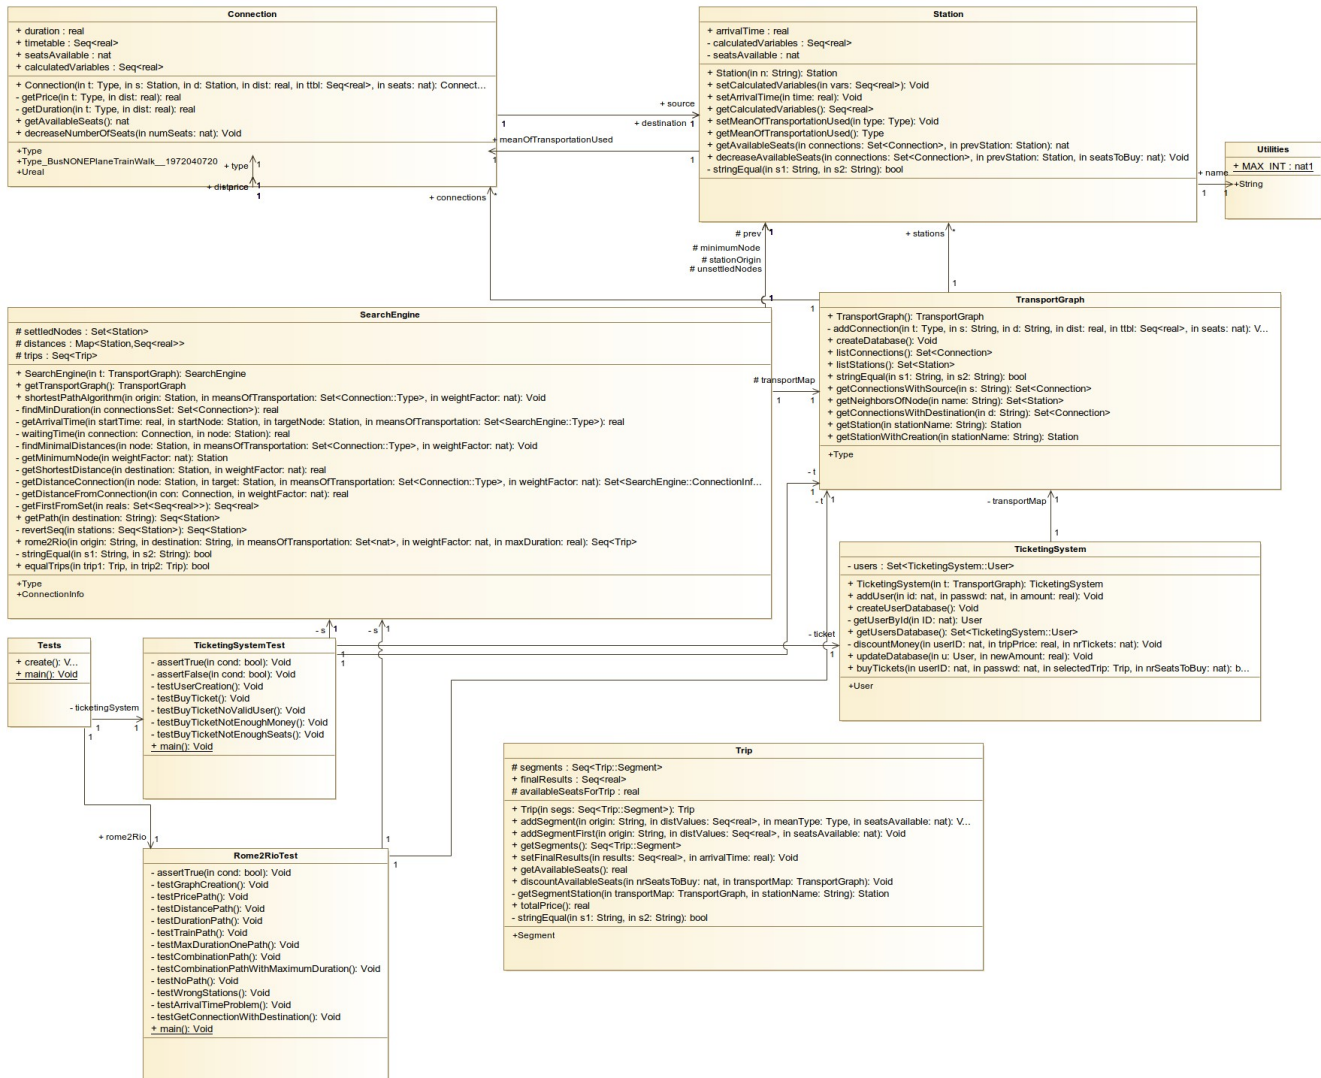 Connection
+ duration : real
+ timetable : Seq<real>
+ seatsAvailable : nat
+ calculatedVariables : Seq<real>
+ Connection(in t: Type, in s: Station, in d: Station, in dist: real, in ttbl: Seq<real>, in seats: nat): Connect...
- getPrice(in t: Type, in dist: real): real
- getDuration(in t: Type, in dist: real): real
+ getAvailableSeats(): nat
+ decreaseNumberOfSeats(in numSeats: nat): Void
+Type
+Type_BusNONEPlaneTrainWalk__1972040720
+Ureal
+ type
1
1
1
+ source
+ destination
1
1
+ meanOfTransportationUsed
1
1
+ connections
*
Station
+ arrivalTime : real
- calculatedVariables : Seq<real>
- seatsAvailable : nat
+ Station(in n: String): Station
+ setCalculatedVariables(in vars: Seq<real>): Void
+ setArrivalTime(in time: real): Void
+ getCalculatedVariables(): Seq<real>
+ setMeanOfTransportationUsed(in type: Type): Void
+ getMeanOfTransportationUsed(): Type
+ getAvailableSeats(in connections: Set<Connection>, in prevStation: Station): nat
+ decreaseAvailableSeats(in connections: Set<Connection>, in prevStation: Station, in seatsToBuy: nat): Void
- stringEqual(in s1: String, in s2: String): bool
Utilities
+ MAX_INT : nat1
+String
+ name
1
1
# prev
1
# minimumNode
# stationOrigin
# unsettledNodes
1
+ stations
*
1
1
SearchEngine
# settledNodes : Set<Station>
# distances : Map<Station,Seq<real>>
# trips : Seq<Trip>
+ SearchEngine(in t: TransportGraph): SearchEngine
+ getTransportGraph(): TransportGraph
+ shortestPathAlgorithm(in origin: Station, in meansOfTransportation: Set<Connection::Type>, in weightFactor: nat): Void
- findMinDuration(in connectionsSet: Set<Connection>): real
- getArrivalTime(in startTime: real, in startNode: Station, in targetNode: Station, in meansOfTransportation: Set<SearchEngine::Type>): real
- waitingTime(in connection: Connection, in node: Station): real
- findMinimalDistances(in node: Station, in meansOfTransportation: Set<Connection::Type>, in weightFactor: nat): Void
- getMinimumNode(in weightFactor: nat): Station
- getShortestDistance(in destination: Station, in weightFactor: nat): real
- getDistanceConnection(in node: Station, in target: Station, in meansOfTransportation: Set<Connection::Type>, in weightFactor: nat): Set<SearchEngine::ConnectionInf...
- getDistanceFromConnection(in con: Connection, in weightFactor: nat): real
- getFirstFromSet(in reals: Set<Seq<real>>): Seq<real>
+ getPath(in destination: String): Seq<Station>
- revertSeq(in stations: Seq<Station>): Seq<Station>
+ rome2Rio(in origin: String, in destination: String, in meansOfTransportation: Set<nat>, in weightFactor: nat, in maxDuration: real): Seq<Trip>
- stringEqual(in s1: String, in s2: String): bool
+ equalTrips(in trip1: Trip, in trip2: Trip): bool
+Type
+ConnectionInfo
# transportMap
1
1
TransportGraph
+ TransportGraph(): TransportGraph
- addConnection(in t: Type, in s: String, in d: String, in dist: real, in ttbl: Seq<real>, in seats: nat): V...
+ createDatabase(): Void
+ listConnections(): Set<Connection>
+ listStations(): Set<Station>
+ stringEqual(in s1: String, in s2: String): bool
+ getConnectionsWithSource(in s: String): Set<Connection>
+ getNeighborsOfNode(in name: String): Set<Station>
+ getConnectionsWithDestination(in d: String): Set<Connection>
+ getStation(in stationName: String): Station
+ getStationWithCreation(in stationName: String): Station
+Type
- t
1
- t
1
- transportMap
1
1
TicketingSystem
- users : Set<TicketingSystem::User>
+ TicketingSystem(in t: TransportGraph): TicketingSystem
+ addUser(in id: nat, in passwd: nat, in amount: real): Void
+ createUserDatabase(): Void
- getUserById(in ID: nat): User
+ getUsersDatabase(): Set<TicketingSystem::User>
- discountMoney(in userID: nat, in tripPrice: real, in nrTickets: nat): Void
+ updateDatabase(in u: User, in newAmount: real): Void
+ buyTickets(in userID: nat, in passwd: nat, in selectedTrip: Trip, in nrSeatsToBuy: nat): b...
+User
- ticket
1
Tests
+ create(): V...
+ main(): Void
- ticketingSystem
1
1
1
TicketingSystemTest
- assertTrue(in cond: bool): Void
- assertFalse(in cond: bool): Void
- testUserCreation(): Void
- testBuyTicket(): Void
- testBuyTicketNoValidUser(): Void
- testBuyTicketNotEnoughMoney(): Void
- testBuyTicketNotEnoughSeats(): Void
+ main(): Void
- s
1
- s
1
1
1
+ rome2Rio
1
Rome2RioTest
- assertTrue(in cond: bool): Void
- testGraphCreation(): Void
- testPricePath(): Void
- testDistancePath(): Void
- testDurationPath(): Void
- testTrainPath(): Void
- testMaxDurationOnePath(): Void
- testCombinationPath(): Void
- testCombinationPathWithMaximumDuration(): Void
- testNoPath(): Void
- testWrongStations(): Void
- testArrivalTimeProblem(): Void
- testGetConnectionWithDestination(): Void
+ main(): Void
1
1
Trip
# segments : Seq<Trip::Segment>
+ finalResults : Seq<real>
# availableSeatsForTrip : real
+ Trip(in segs: Seq<Trip::Segment>): Trip
+ addSegment(in origin: String, in distValues: Seq<real>, in meanType: Type, in seatsAvailable: nat): V...
+ addSegmentFirst(in origin: String, in distValues: Seq<real>, in seatsAvailable: nat): Void
+ getSegments(): Seq<Trip::Segment>
+ setFinalResults(in results: Seq<real>, in arrivalTime: real): Void
+ getAvailableSeats(): real
+ discountAvailableSeats(in nrSeatsToBuy: nat, in transportMap: TransportGraph): Void
- getSegmentStation(in transportMap: TransportGraph, in stationName: String): Station
+ totalPrice(): real
- stringEqual(in s1: String, in s2: String): bool
+Segment